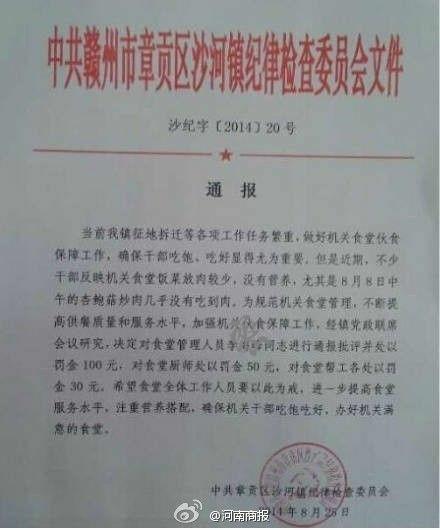 中共赣州市章贡区沙河镇纪律检查委员会文件
沙纪字〔2014〕20号
通报
当前我镇征地拆迁等各项工作任务繁重，做好机关食堂伙食
保障工作，确保干部吃饱、吃好显得尤为重要。但是近期，不少
干部反映机关食堂饭菜放肉较少，没有营养，尤其是8月8日中
午的杏鲍菇炒肉几乎没有吃到肉。为规范机关食堂管理，不断提
高供餐质量和服务水平，加强机关食保障工作，经镇党政联席
会议研究，决定对食堂管理人员李同志进行通报批评并处以
罚金100元，对食堂厨师处以罚金50元，对食堂帮工各处以罚
金30元。希望食堂全体工作人员要以此为戒，进一步提高食堂
服务水平，注重营养搭配，确保机关干部吃饱吃好，办好机关满
意的食堂。
中共章贡区沙河镇纪律检查委员会
2014年8月25日
@河南商报